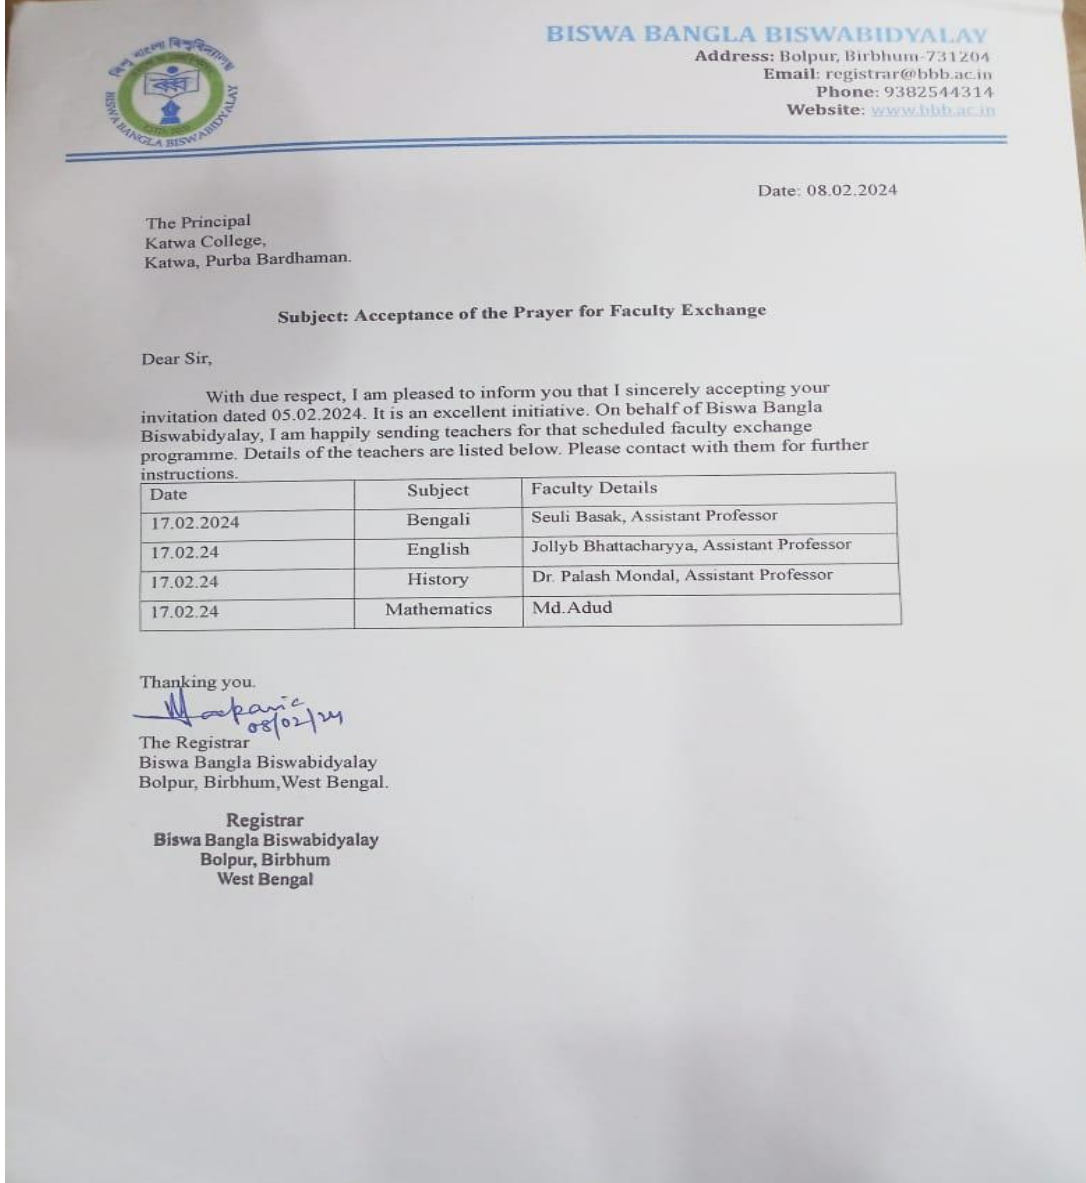 বিশ্ব বাংলা বিশ্ববিদ্যালয়
BISWA BANGLA BISWABIDYALAY
BISWA BANGLA BISWABIDYALAY
Address: Bolpur, Birbhum-731204
Email: registrar@bbb.ac.in
Phone: 9382544314
Website: www.bbb.ac.in
Date: 08.02.2024
The Principal
Katwa College,
Katwa, Purba Bardhaman.
Subject: Acceptance of the Prayer for Faculty Exchange
Dear Sir,
With due respect, I am pleased to inform you that I sincerely accepting your
invitation dated 05.02.2024. It is an excellent initiative. On behalf of Biswa Bangla
Biswabidyalay, I am happily sending teachers for that scheduled faculty exchange
programme. Details of the teachers are listed below. Please contact with them for further
instructions.
Date Subject Faculty Details
17.02.2024 Bengali Seuli Basak, Assistant Professor
17.02.24 English Jollyb Bhattacharyya, Assistant Professor
17.02.24 History Dr. Palash Mondal, Assistant Professor
17.02.24 Mathematics Md.Adud
Thanking you.
08/02/24
The Registrar
Biswa Bangla Biswabidyalay
Bolpur, Birbhum,West Bengal.
Registrar
Biswa Bangla Biswabidyalay
Bolpur, Birbhum
West Bengal